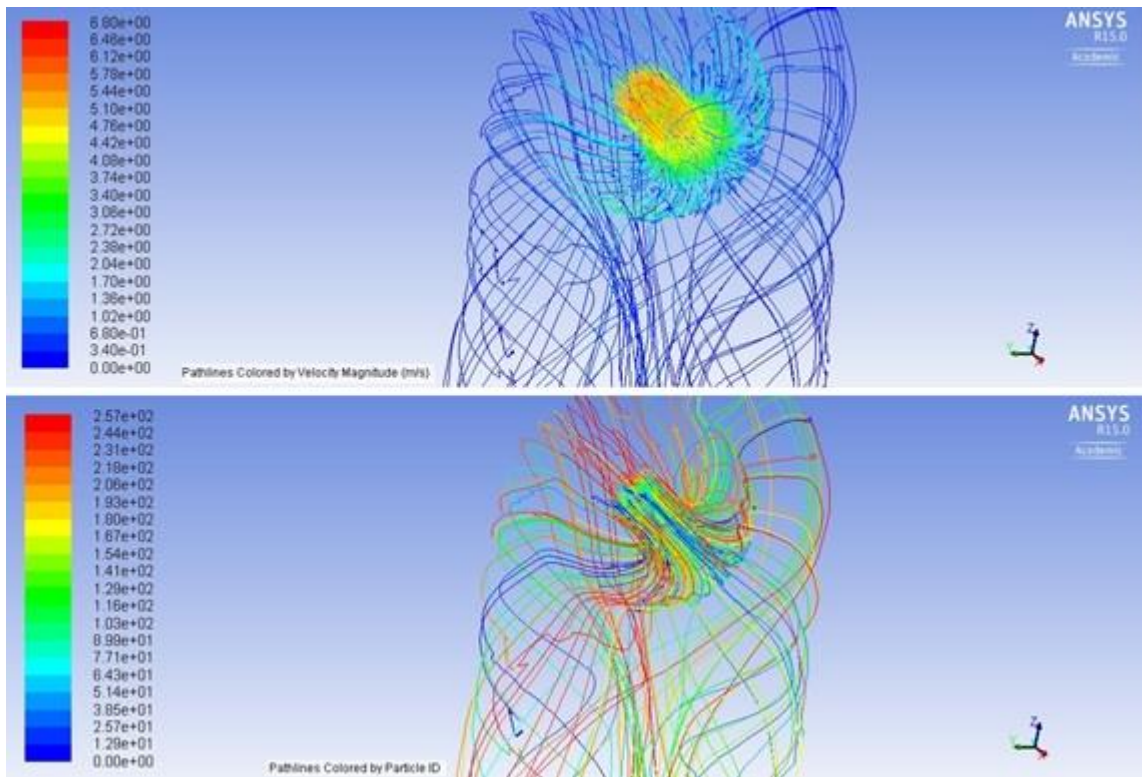 6.80e+00
6.46e+00
6.12e+00
5.78e+00
5.44e+00
5.10e+00
4.76e+00
4.42e+00
4.08e+00
3.74e+00
3.40e+00
3.06e+00
2.72e+00
2.38e+00
2.04e+00
1.70e+00
1.36e+00
1.02e+00
6.80e-01
3.40e-01
0.00e+00
Pathlines Colored by Velocity Magnitude (m/s)
ANSYS
R15.0
Academic
Z
Y
2.57e+02
2.44e+02
2.31e+02
2.18e+02
2.06e+02
1.93e+02
1.80e+02
1.67e+02
1.54e+02
1.41e+02
1.29e+02
1.16e+02
1.03e+02
8.99e+01
7.71e+01
6.43e+01
5.14e+01
3.85e+01
2.57e+01
1.29e+01
0.00e+00
Pathlines Colored by Particle ID
ANSYS
R15.0
Academic
Z
Y